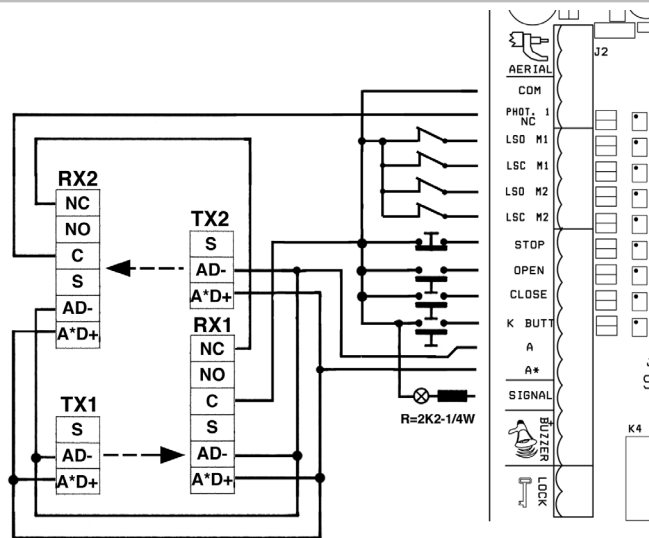 J2
AERIAL
COM
PHOT. 1
NC
LSO M1
LSC M1
LSO M2
LSC M2
STOP
OPEN
CLOSE
K BUTT
A
A*
SIGNAL
BUZZER
+
LOCK
K4
R=2K2-1/4W
RX2
NC
NO
C
S
AD-
A*D+
TX2
S
AD-
A*D+
RX1
NC
NO
C
S
AD-
A*D+
TX1
S
AD-
A*D+